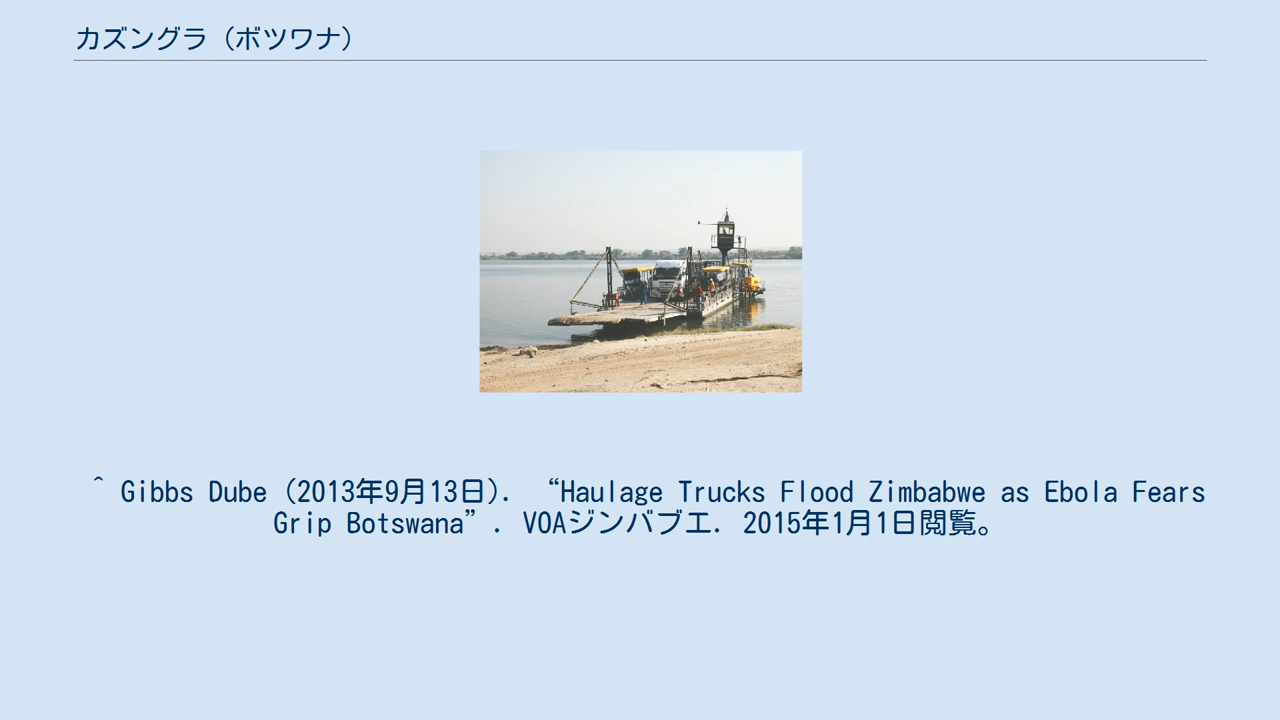 カズングラ（ボツワナ）
^ Gibbs Dube (2013年9月13日). “Haulage Trucks Flood Zimbabwe as Ebola Fears
Grip Botswana”. VOAジンバブエ. 2015年1月1日閲覧。